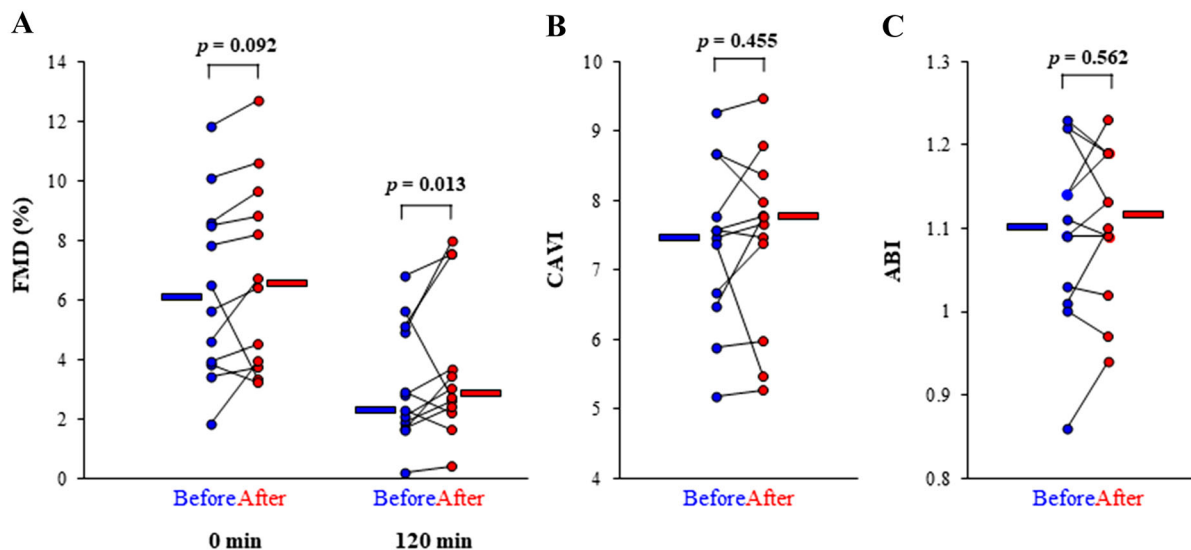 A
p = 0.092
p = 0.013
FMD (%)
14
12
10
8
6
4
2
0
BeforeAfter
BeforeAfter
0 min
120 min
B
p = 0.455
CAVI
10
9
8
7
6
5
4
BeforeAfter
C
p = 0.562
ABI
1.3
1.2
1.1
1
0.9
0.8
BeforeAfter